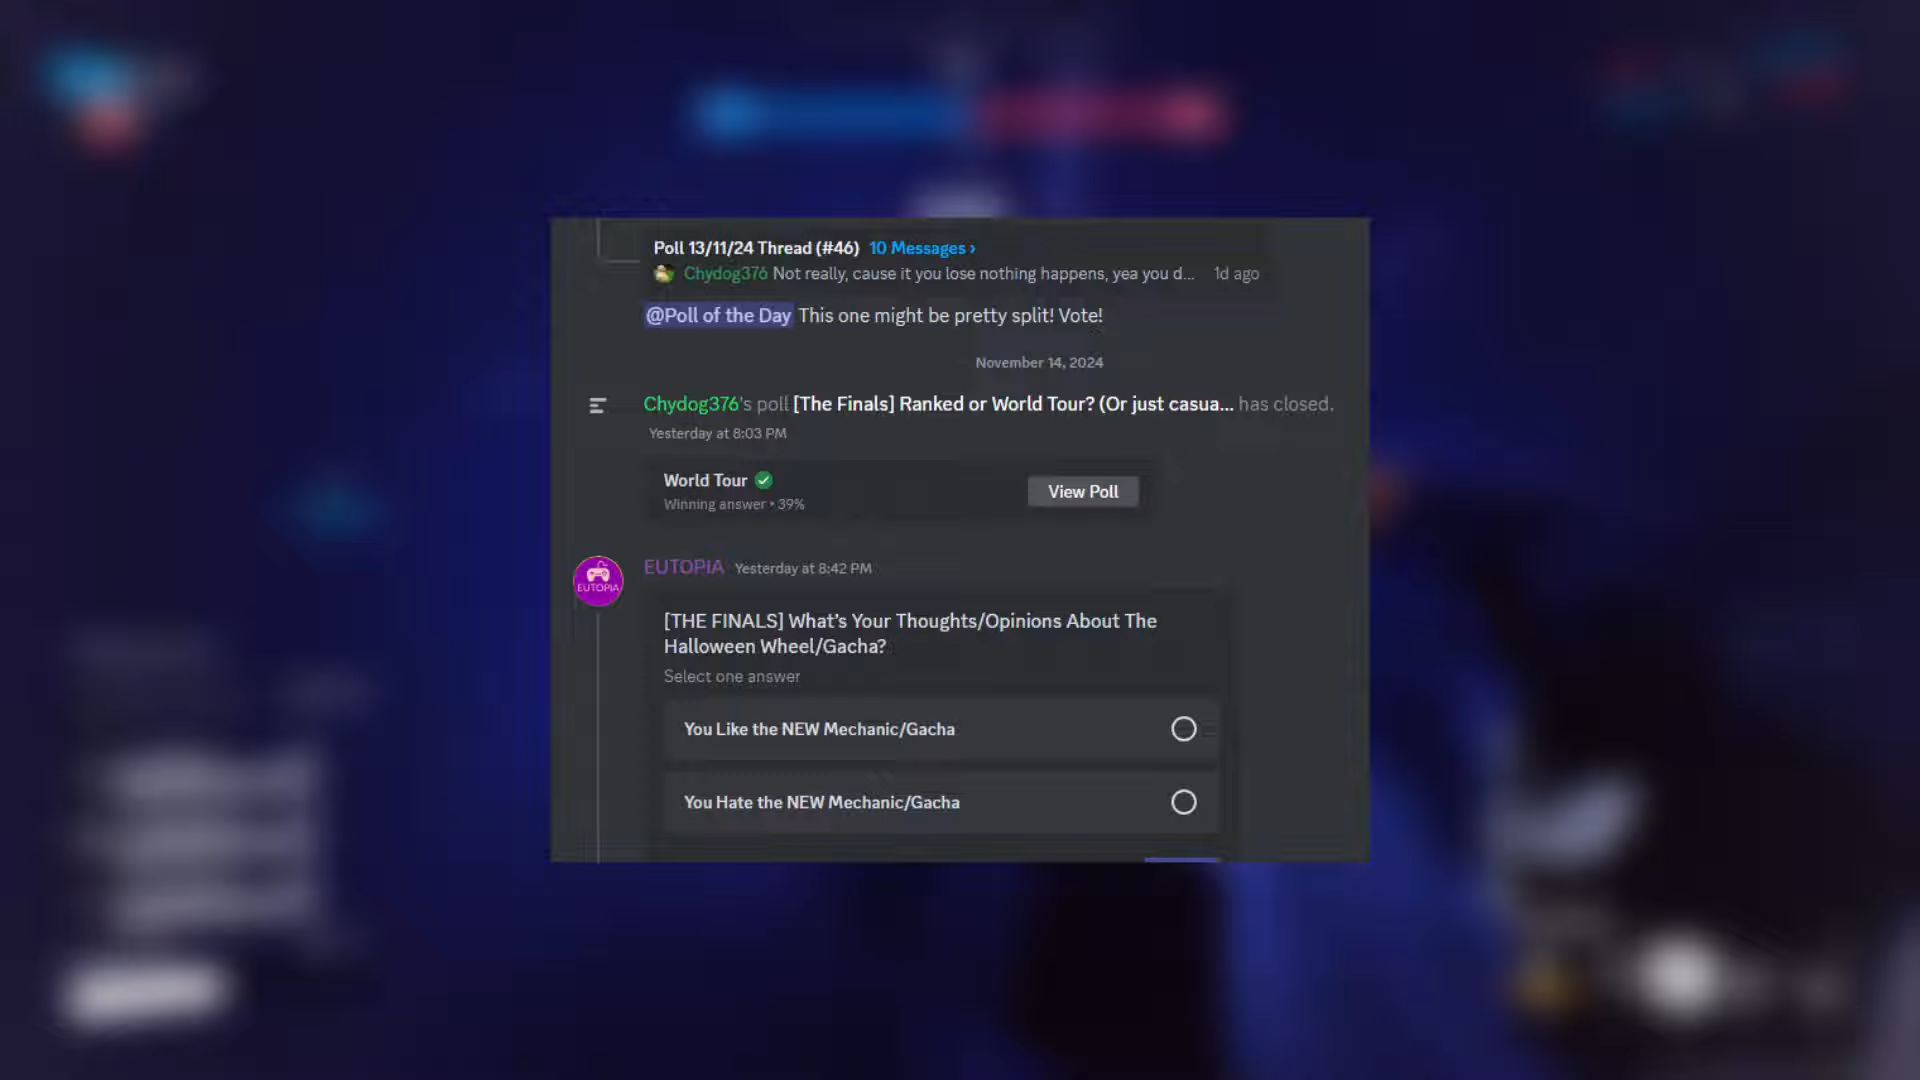 Poll 13/11/24 Thread (#46) 10 Messages ›
Chydog376 Not really, cause it you lose nothing happens, yea you d... 1d ago
@Poll of the Day This one might be pretty split! Vote!
November 14, 2024
Chydog376's poll [The Finals] Ranked or World Tour? (Or just casua... has closed.
Yesterday at 8:03 PM
World Tour
Winning answer • 39%
View Poll
EUTOPIA Yesterday at 8:42 PM
EUTOPIA
[THE FINALS] What's Your Thoughts/Opinions About The
Halloween Wheel/Gacha?
Select one answer
You Like the NEW Mechanic/Gacha
You Hate the NEW Mechanic/Gacha